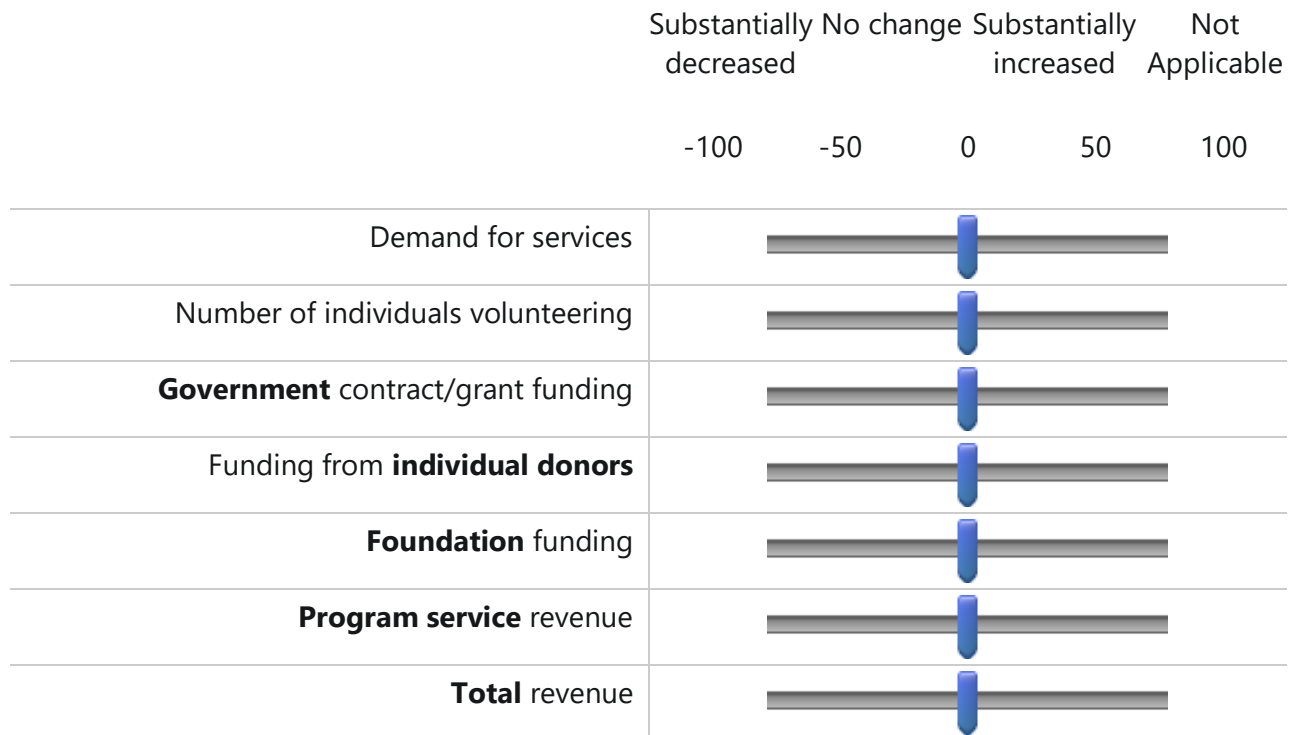 Substantially No change Substantially Not
decreased increased Applicable
-100 -50 0 50 100
Demand for services
Number of individuals volunteering
Government contract/grant funding
Funding from individual donors
Foundation funding
Program service revenue
Total revenue